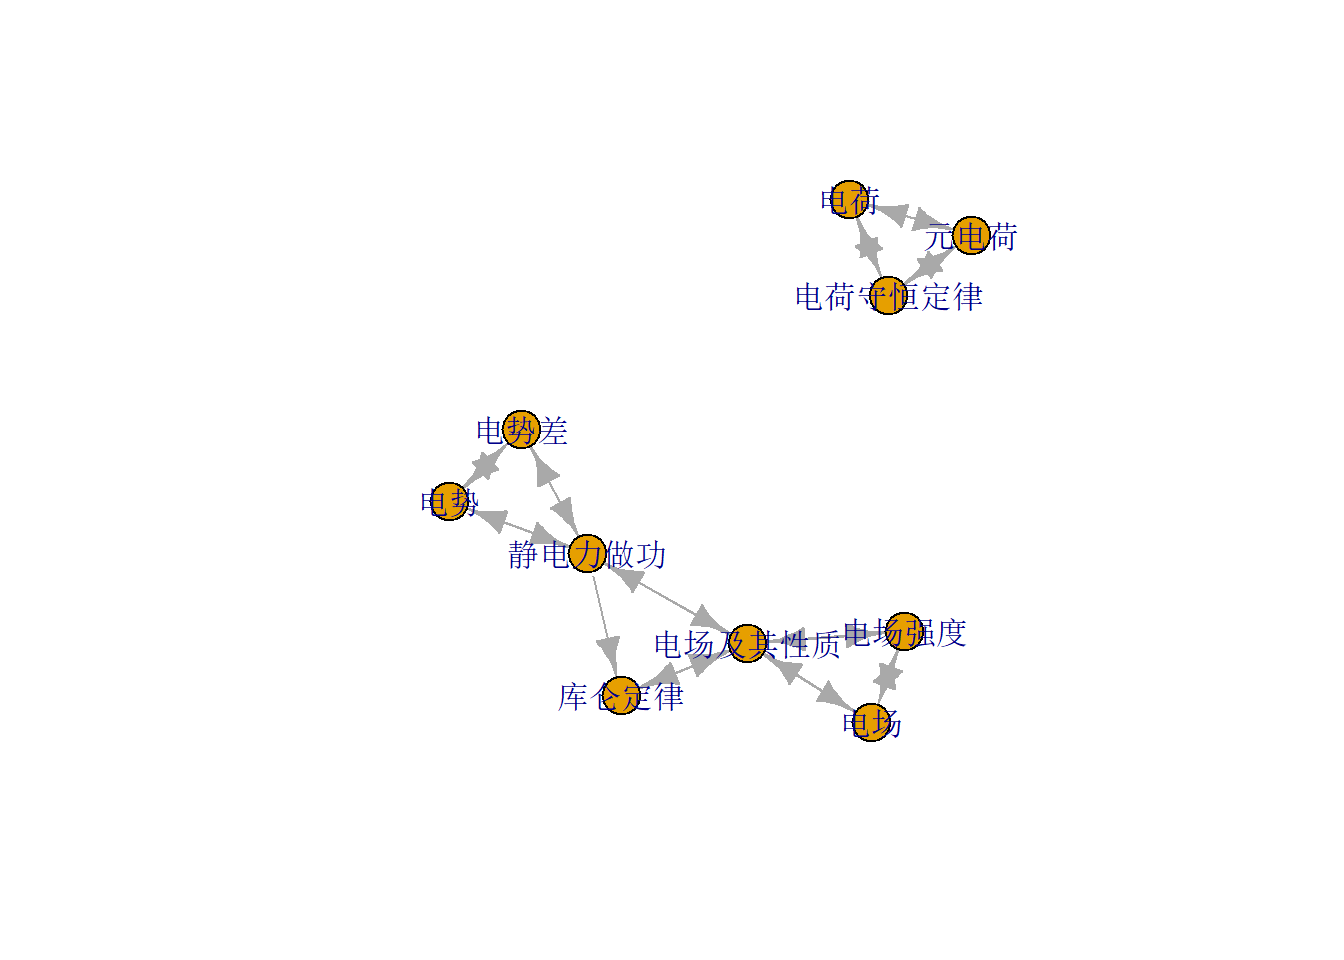 电荷
元电荷
电荷守恒定律
电势差
电势
静电力做功
电场强度
电场及其性质
库仑定律
电场